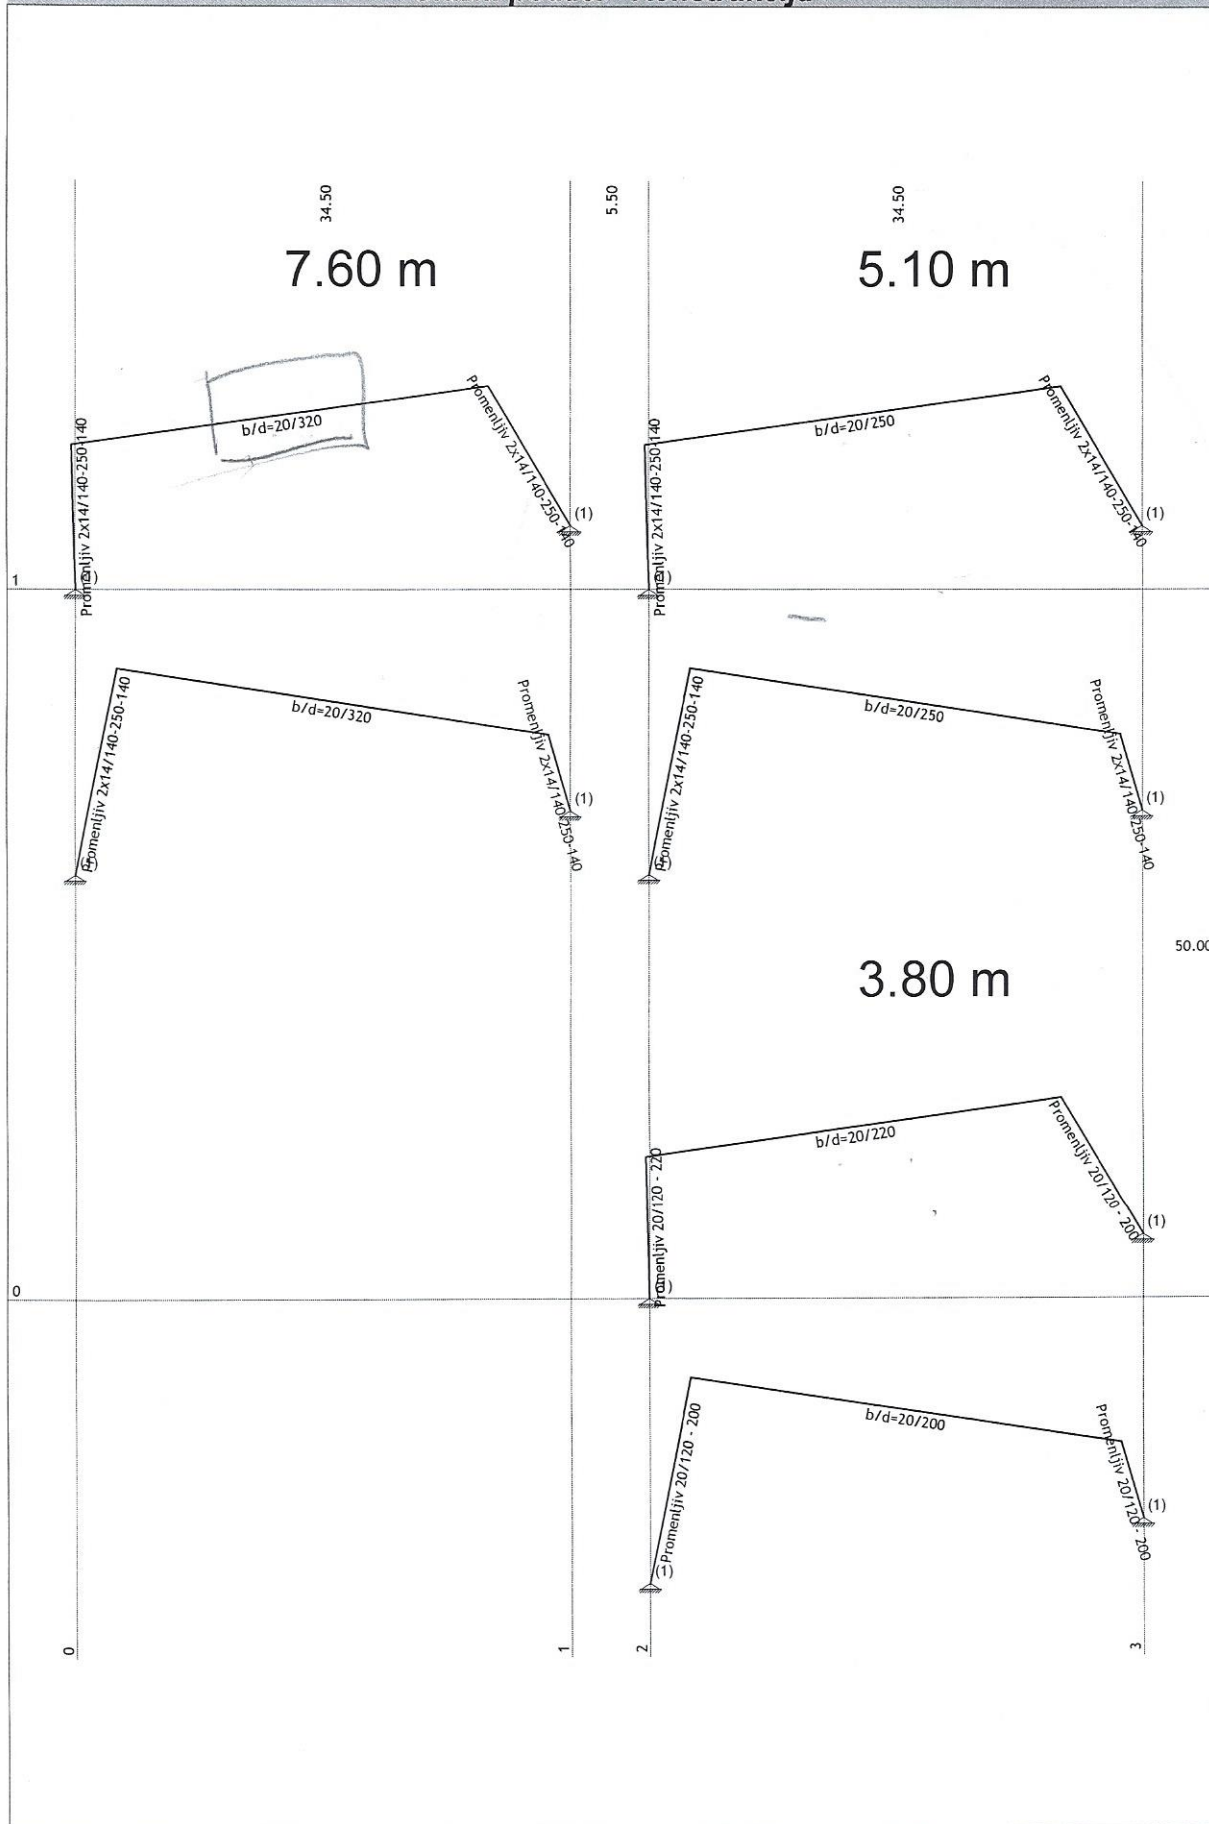 34.50
5.50
34.50
7.60 m
5.10 m
Promenljiv 2x14/140-250-140
b/d=20/320
Promenljiv 2x14/140-250-140
(1)
Promenljiv 2x14/140-250-140
b/d=20/250
Promenljiv 2x14/140-250-140
(1)
1
Promenljiv 2x14/140-250-140
b/d=20/320
Promenljiv 2x14/140-250-140
(1)
Promenljiv 2x14/140-250-140
b/d=20/250
Promenljiv 2x14/140-250-140
(1)
50.00
3.80 m
Promenljiv 20/120 - 220
b/d=20/220
Promenljiv 20/120 - 200
(1)
0
(1)
Promenljiv 20/120 - 200
b/d=20/200
Promenljiv 20/120 - 200
(1)
0
1
2
3